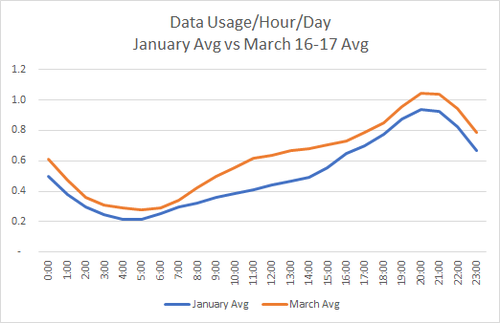 Data Usage/Hour/Day
January Avg vs March 16-17 Avg
1.2
1.0
0.8
0.6
0.4
0.2
-
0:00 1:00 2:00 3:00 4:00 5:00 6:00 7:00 8:00 9:00 10:00 11:00 12:00 13:00 14:00 15:00 16:00 17:00 18:00 19:00 20:00 21:00 22:00 23:00
January Avg March Avg